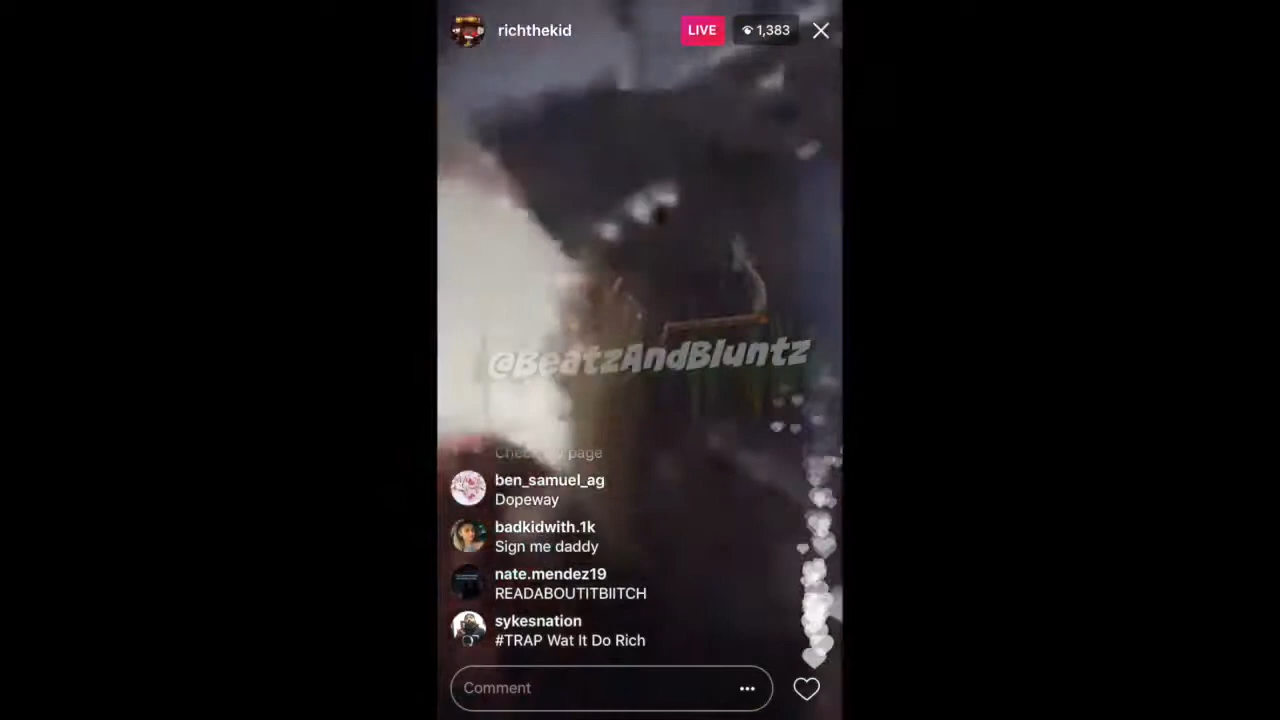 richthekid
LIVE
1,383
@BeatzAndBluntz
page
ben_samuel_ag
Dopeway
badkidwith.1k
Sign me daddy
nate.mendez19
READABOUTITBIITCH
sykesnation
#TRAP Wat It Do Rich
Comment